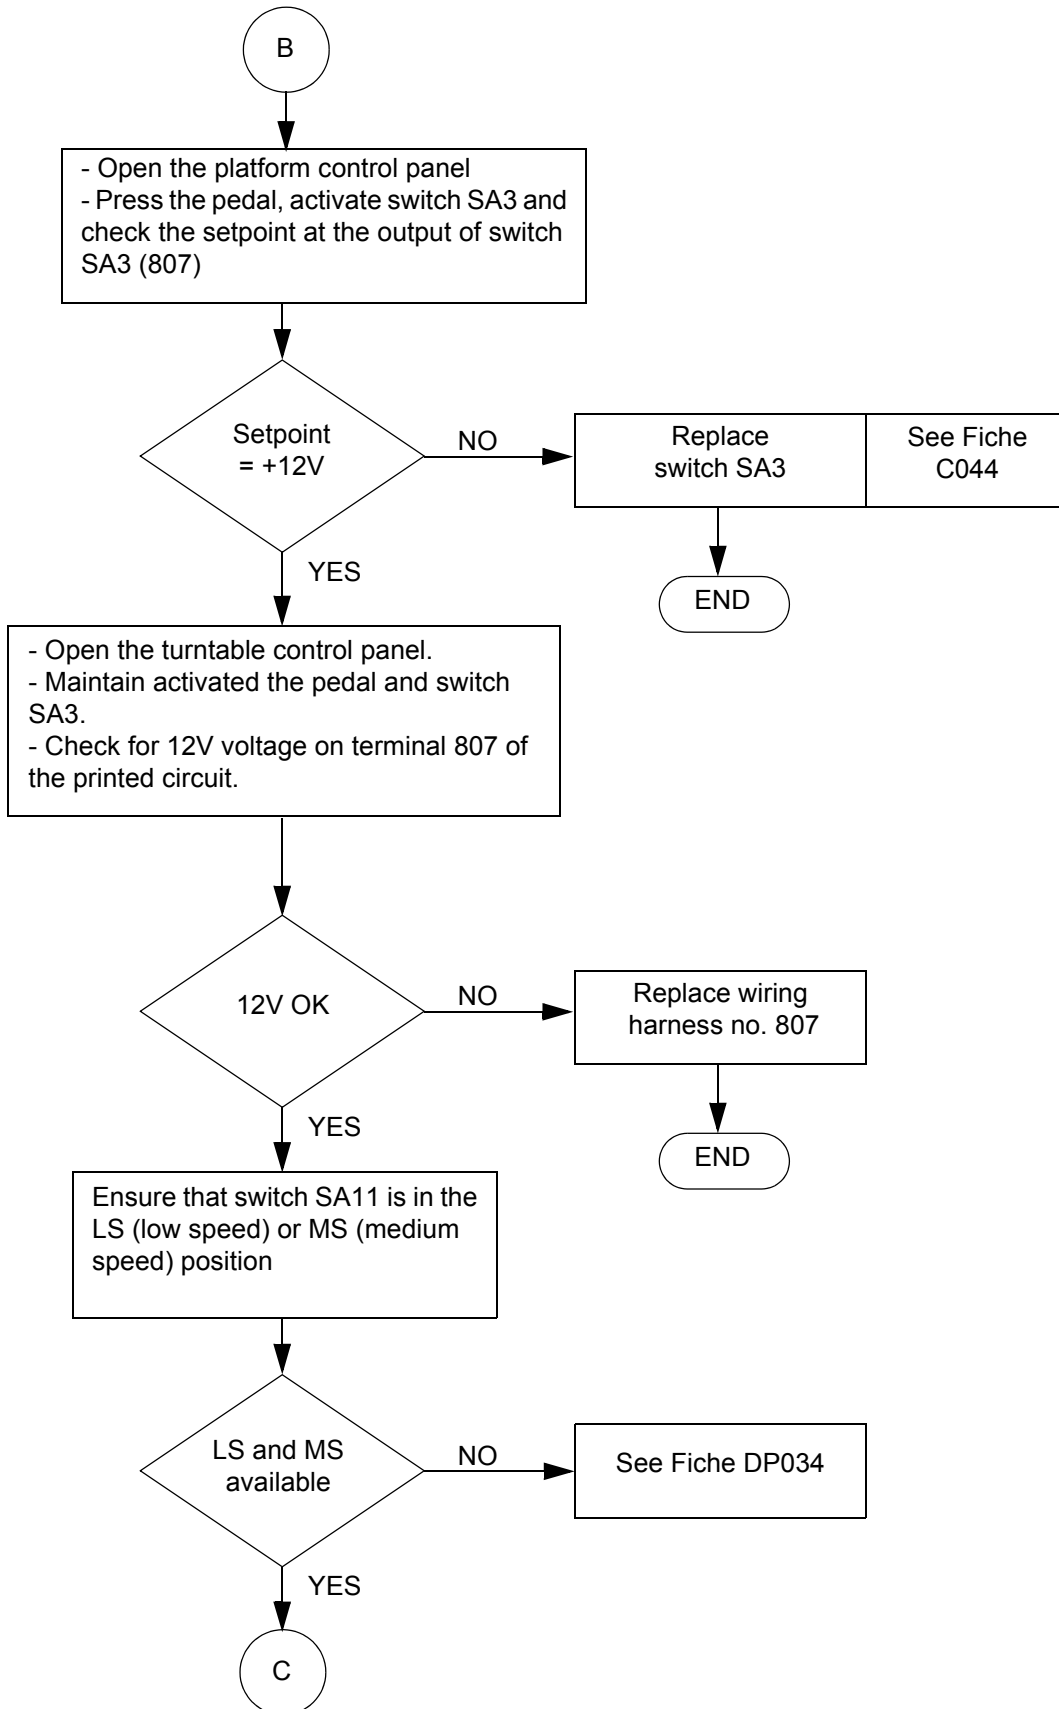 B
- Open the platform control panel
- Press the pedal, activate switch SA3 and
check the setpoint at the output of switch
SA3 (807)
Setpoint
= +12V
NO
Replace
switch SA3
See Fiche
C044
END
YES
- Open the turntable control panel.
- Maintain activated the pedal and switch
SA3.
- Check for 12V voltage on terminal 807 of
the printed circuit.
12V OK
NO
Replace wiring
harness no. 807
END
YES
Ensure that switch SA11 is in the
LS (low speed) or MS (medium
speed) position
LS and MS
available
NO
See Fiche DP034
YES
C